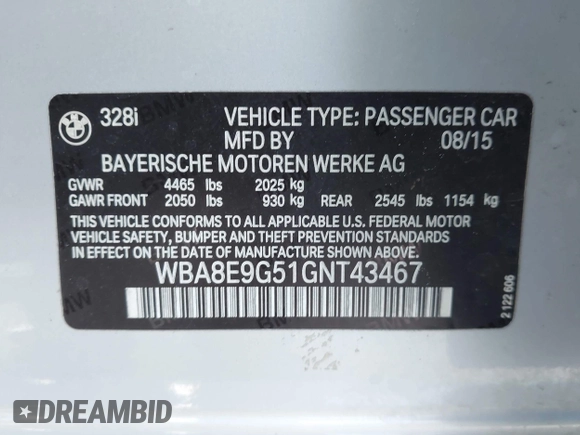 328i VEHICLE TYPE: PASSENGER CAR
MFD BY 08/15
BAYERISCHE MOTOREN WERKE AG
GVWR 4465 lbs 2025 kg
GAWR FRONT 2050 lbs 930 kg REAR 2545 lbs 1154 kg
THIS VEHICLE CONFORMS TO ALL APPLICABLE U.S. FEDERAL MOTOR
VEHICLE SAFETY, BUMPER, AND THEFT PREVENTION STANDARDS
IN EFFECT ON THE DATE OF MANUFACTURE SHOWN ABOVE.
WBA8E9G51GNT43467
2 122 606
DREAMBID